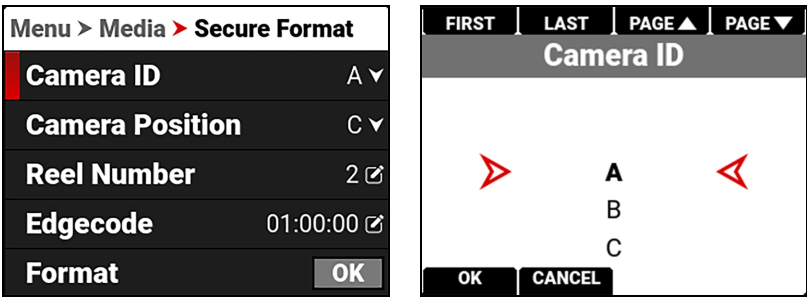 Menu > Media > Secure Format
Camera ID A
Camera Position C
Reel Number 2
Edgecode 01:00:00
Format OK
FIRST LAST PAGE▲ PAGE▼
Camera ID
A
B
C
OK CANCEL